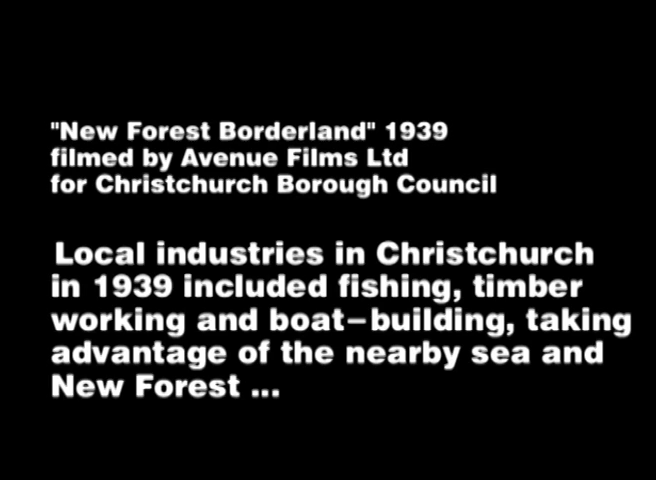 "New Forest Borderland" 1939
filmed by Avenue Films Ltd
for Christchurch Borough Council
Local industries in Christchurch
in 1939 included fishing, timber
working and boat-building, taking
advantage of the nearby sea and
New Forest ...